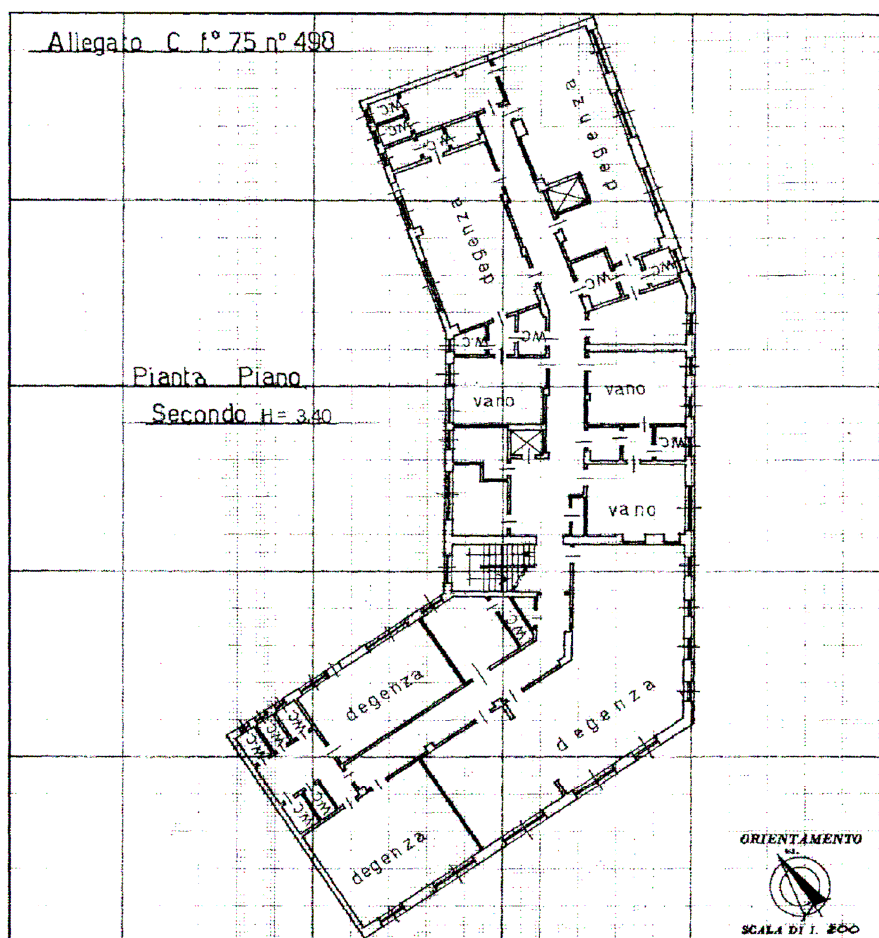 Allegato C f.° 75 n° 498
degenza
WC
WC
WC
degenza
WC
WC
WC
WC
Pianta Piano
Secondo H= 3,40
vano
vano
WC
vano
WC
degenza
degenza
WC
WC
WC
WC
WC
degenza
ORIENTAMENTO
SCALA DI 1. 200